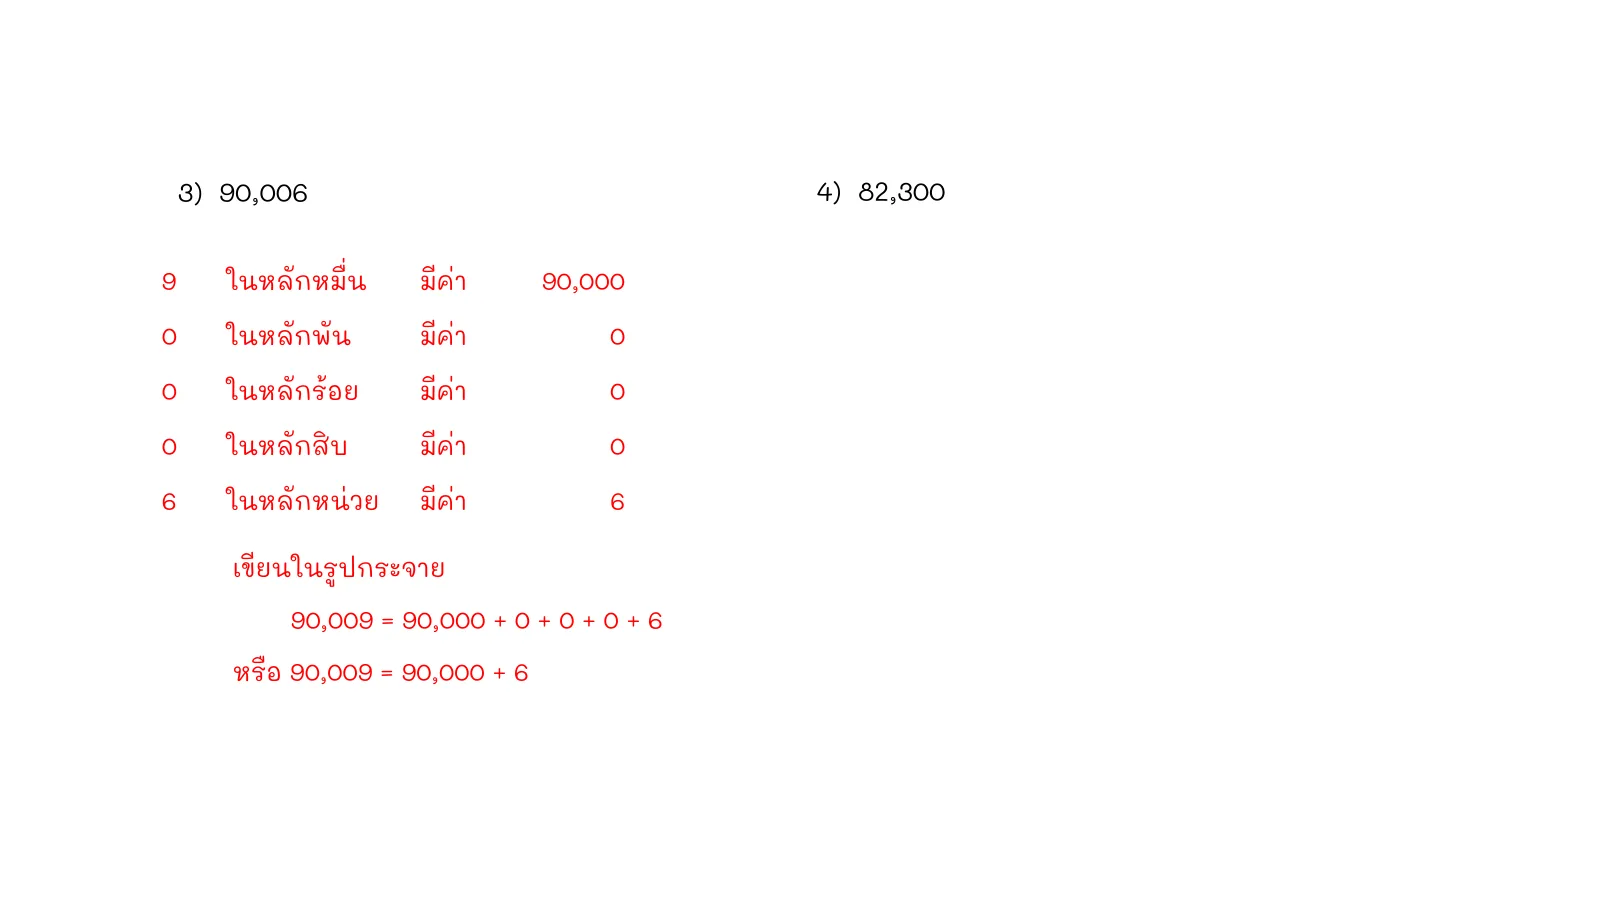 3) 90,006
9 ในหลักหมื่น มีค่า 90,000
0 ในหลักพัน มีค่า 0
0 ในหลักร้อย มีค่า 0
0 ในหลักสิบ มีค่า 0
6 ในหลักหน่วย มีค่า 6
เขียนในรูปกระจาย
90,009 = 90,000 + 0 + 0 + 0 + 6
หรือ 90,009 = 90,000 + 6
4) 82,300